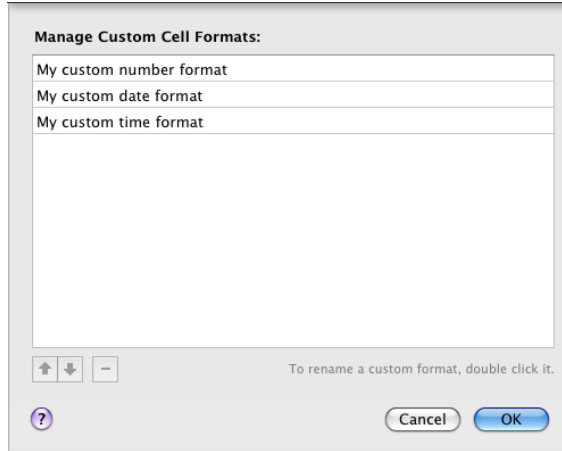 Manage Custom Cell Formats:
My custom number format
My custom date format
My custom time format
To rename a custom format, double click it.
?
Cancel
OK